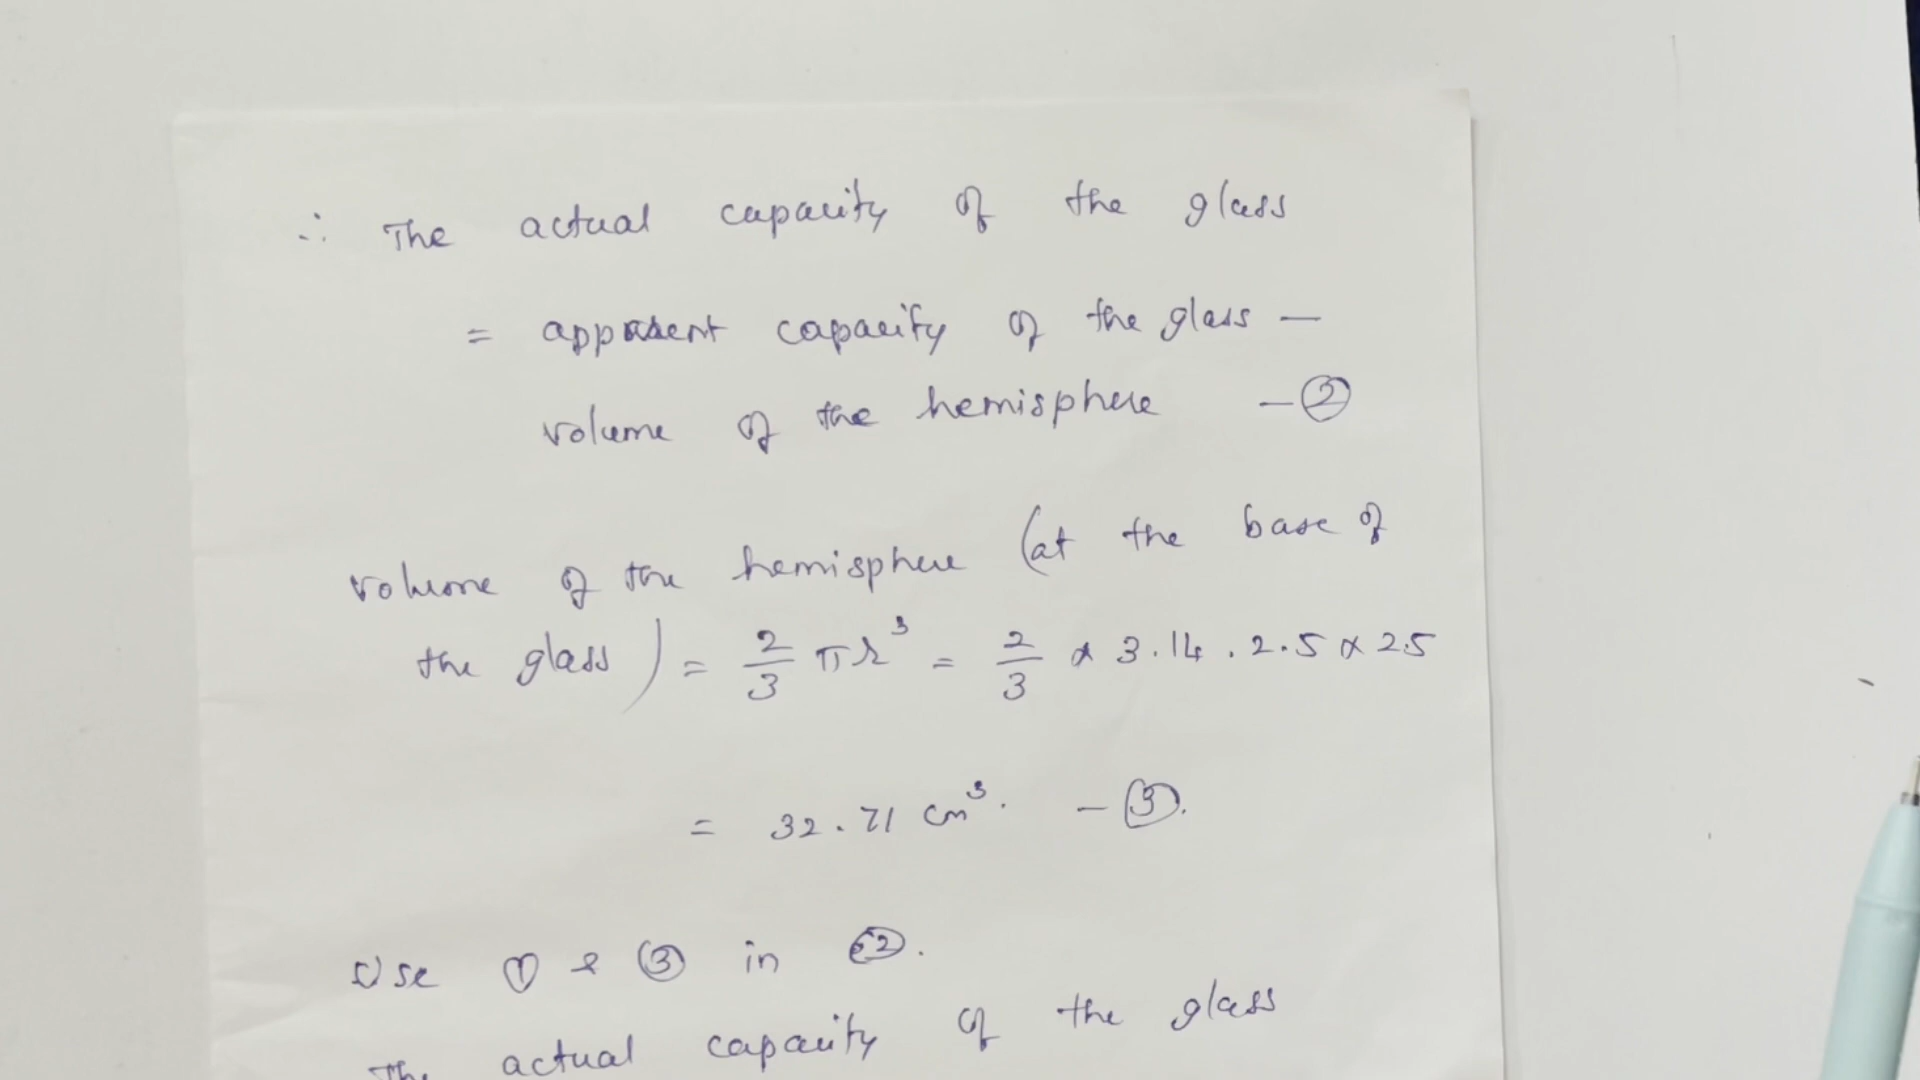 ∴ The actual capacity of the glass
= apparent capacity of the glass —
volume of the hemisphere — ②
volume of the hemisphere (at the base of
the glass) = 2/3 πr³ = 2/3 × 3.14 . 2.5 × 2.5
= 32.71 cm³. — ③.
Use ① & ③ in ②.
The actual capacity of the glass